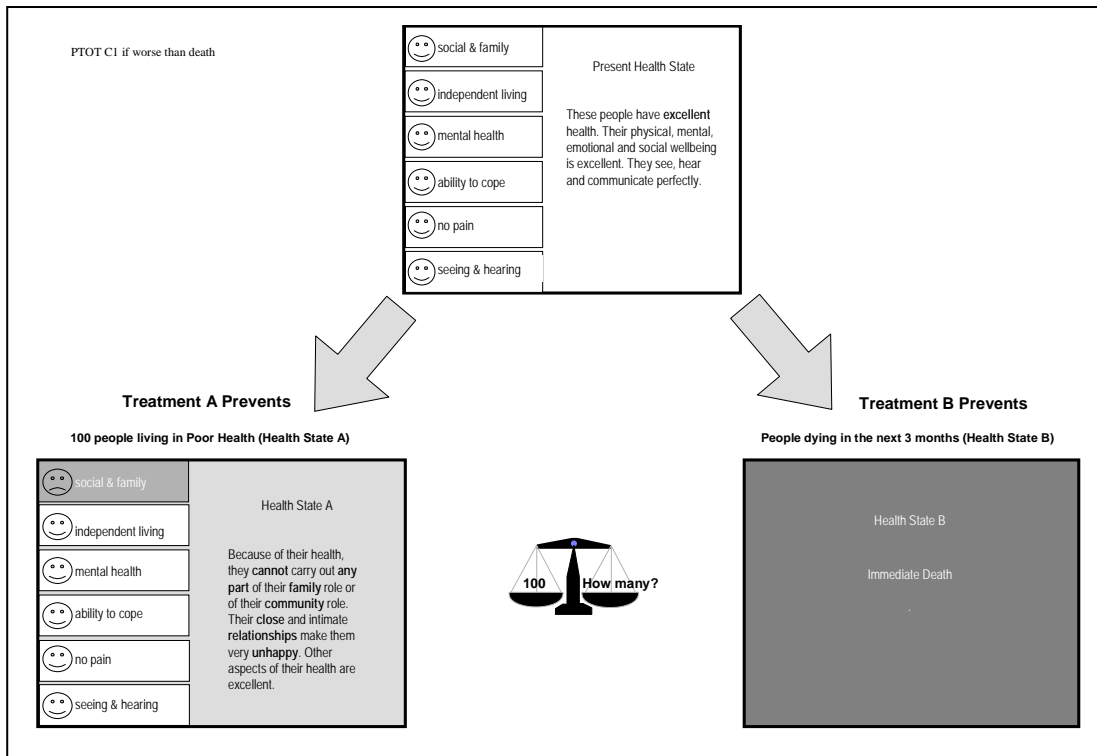 PTOT C1 if worse than death
social & family
independent living
mental health
ability to cope
no pain
seeing & hearing
Present Health State
These people have excellent
health. Their physical, mental,
emotional and social wellbeing
is excellent. They see, hear
and communicate perfectly.
Treatment A Prevents
100 people living in Poor Health (Health State A)
social & family
independent living
mental health
ability to cope
no pain
seeing & hearing
Health State A
Because of their health,
they cannot carry out any
part of their family role or
of their community role.
Their close and intimate
relationships make them
very unhappy. Other
aspects of their health are
excellent.
100
How many?
Treatment B Prevents
People dying in the next 3 months (Health State B)
Health State B
Immediate Death
.